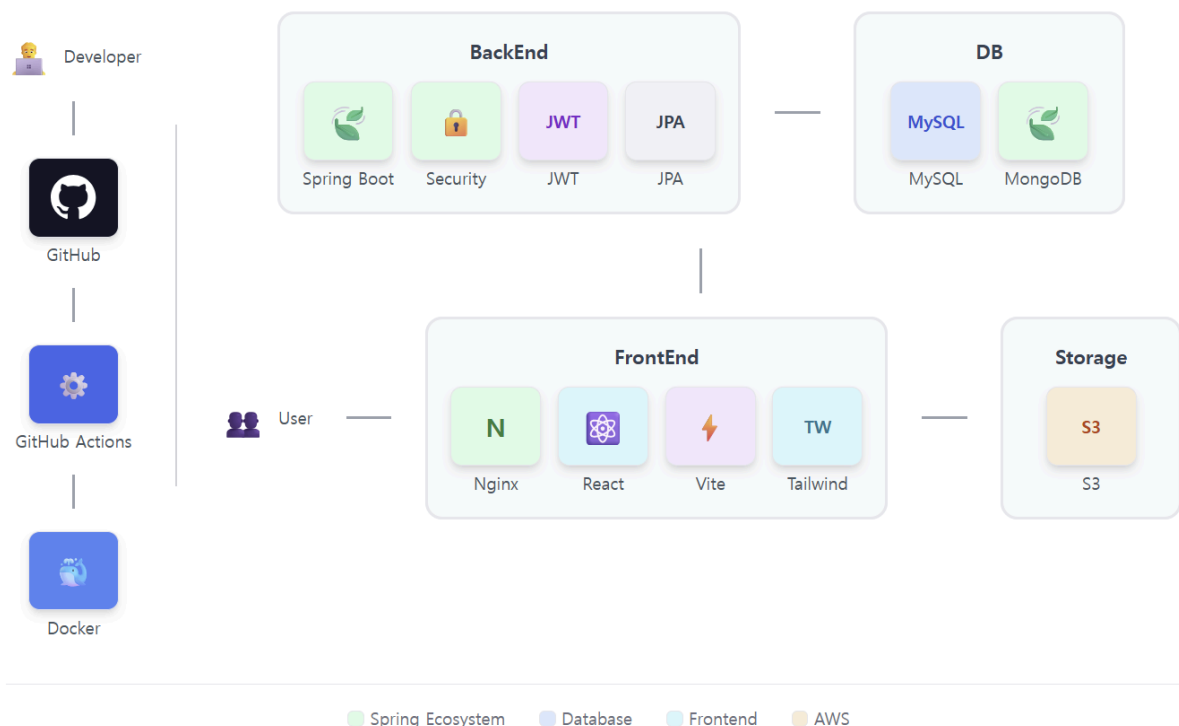 Developer
GitHub
GitHub Actions
Docker
BackEnd
JWT
JPA
Spring Boot
Security
JWT
JPA
DB
MySQL
MySQL
MongoDB
User
FrontEnd
N
TW
Nginx
React
Vite
Tailwind
Storage
S3
S3
Spring Ecosystem
Database
Frontend
AWS